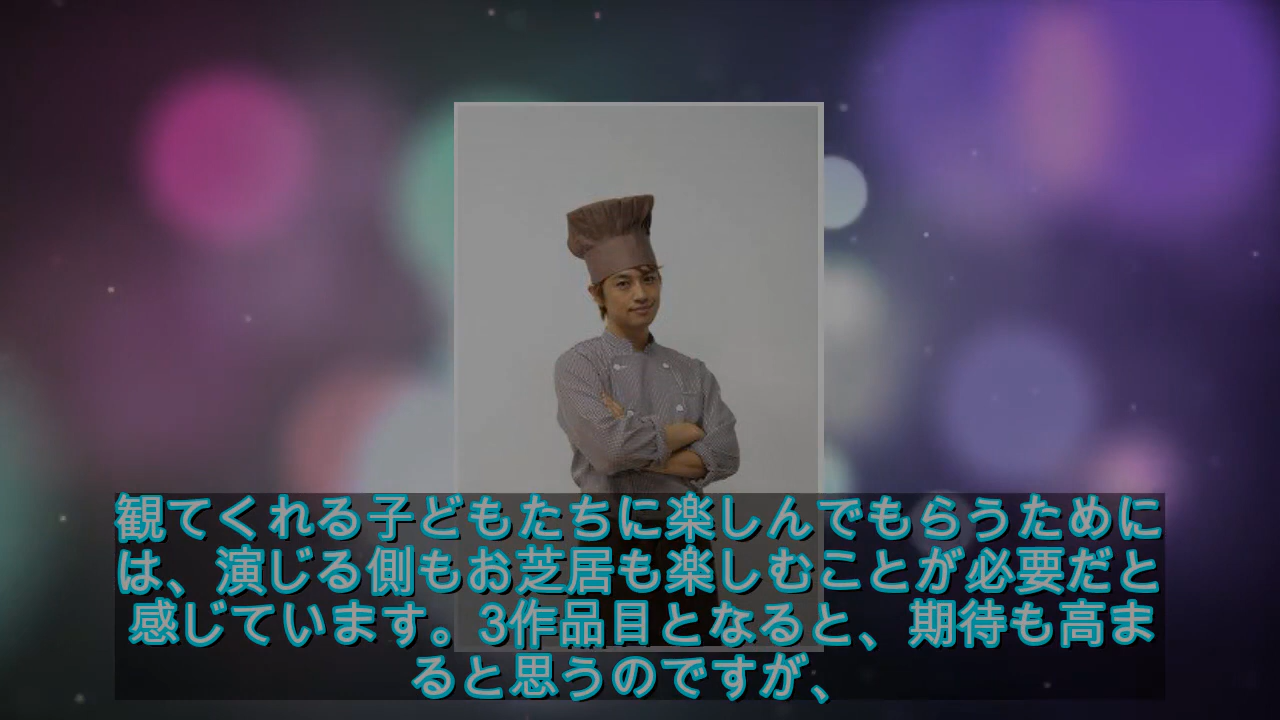 観てくれる子どもたちに楽しんでもらうために
は、演じる側もお芝居も楽しむことが必要だと
感じています。3作品目となると、期待も高ま
ると思うのですが、